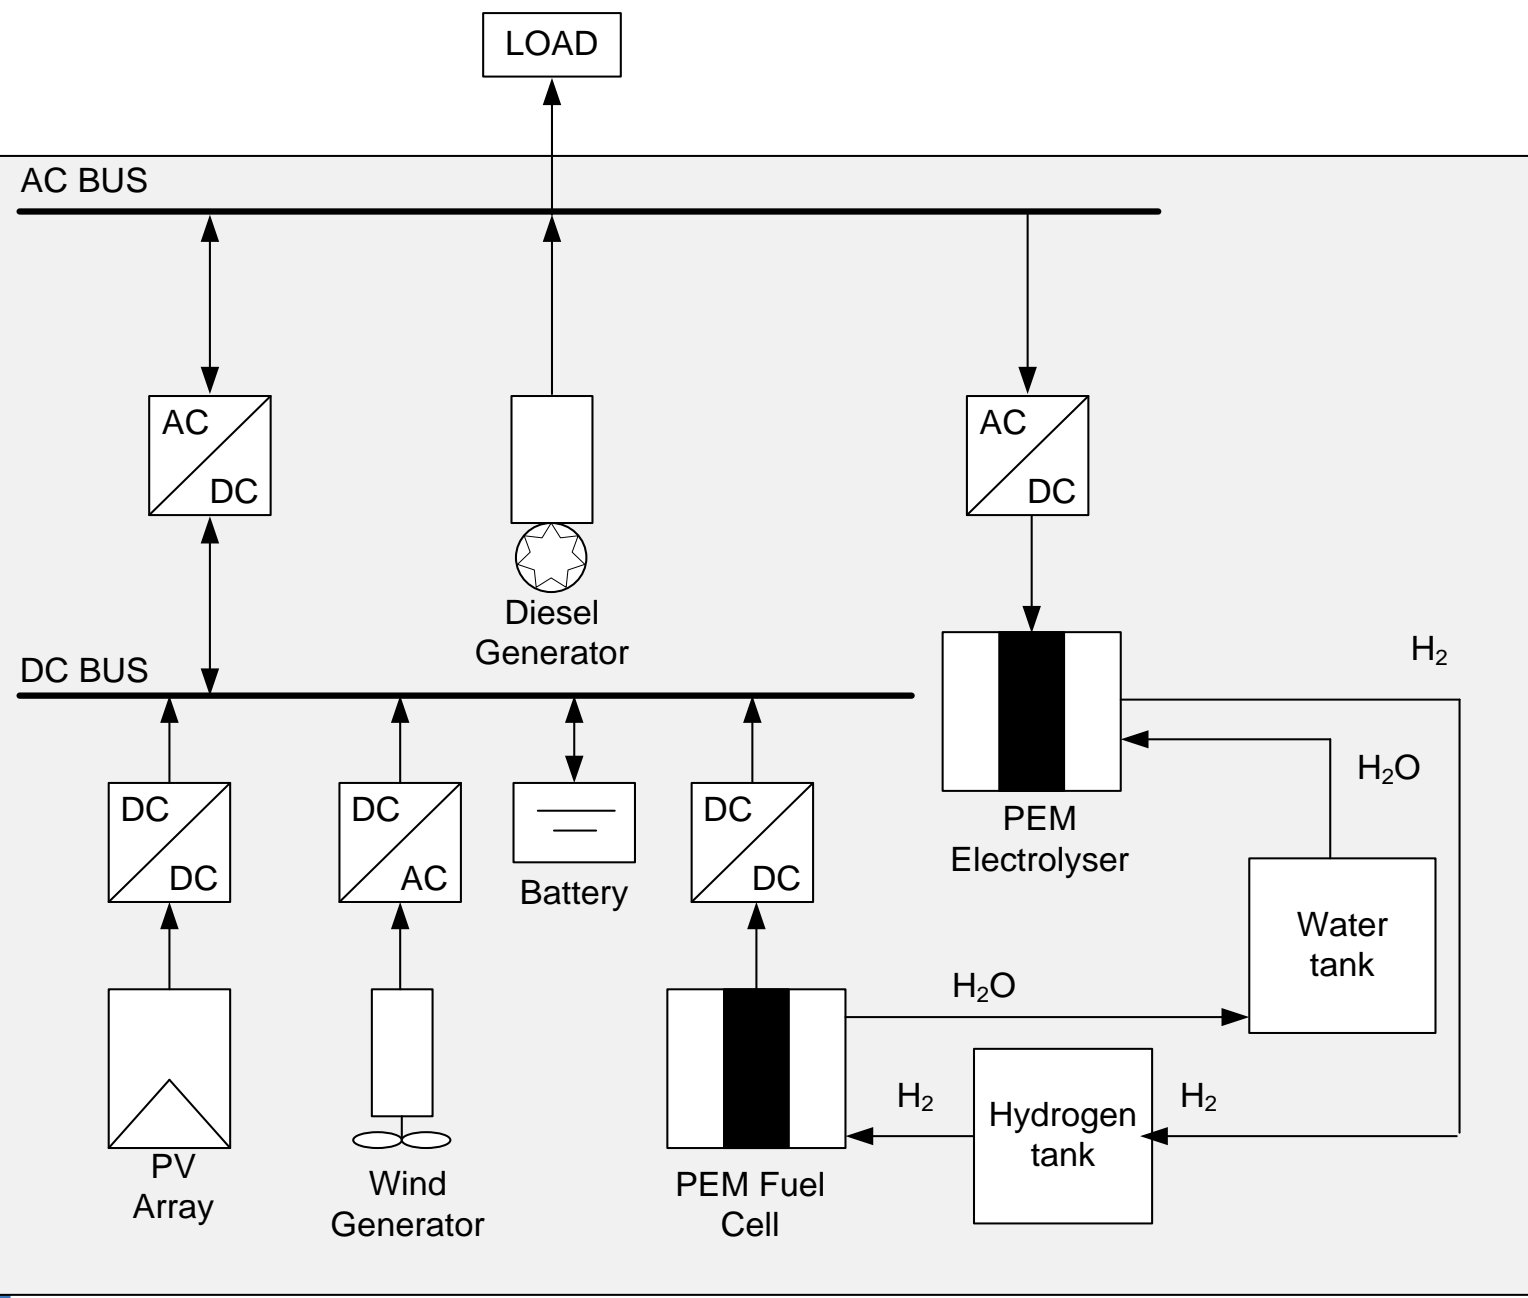 LOAD
AC BUS
AC
DC
AC
DC
Diesel
Generator
DC BUS
H₂
H₂O
DC
DC
DC
AC
Battery
DC
DC
PEM
Electrolyser
Water
tank
H₂O
H₂
Hydrogen
tank
H₂
PV
Array
Wind
Generator
PEM Fuel
Cell